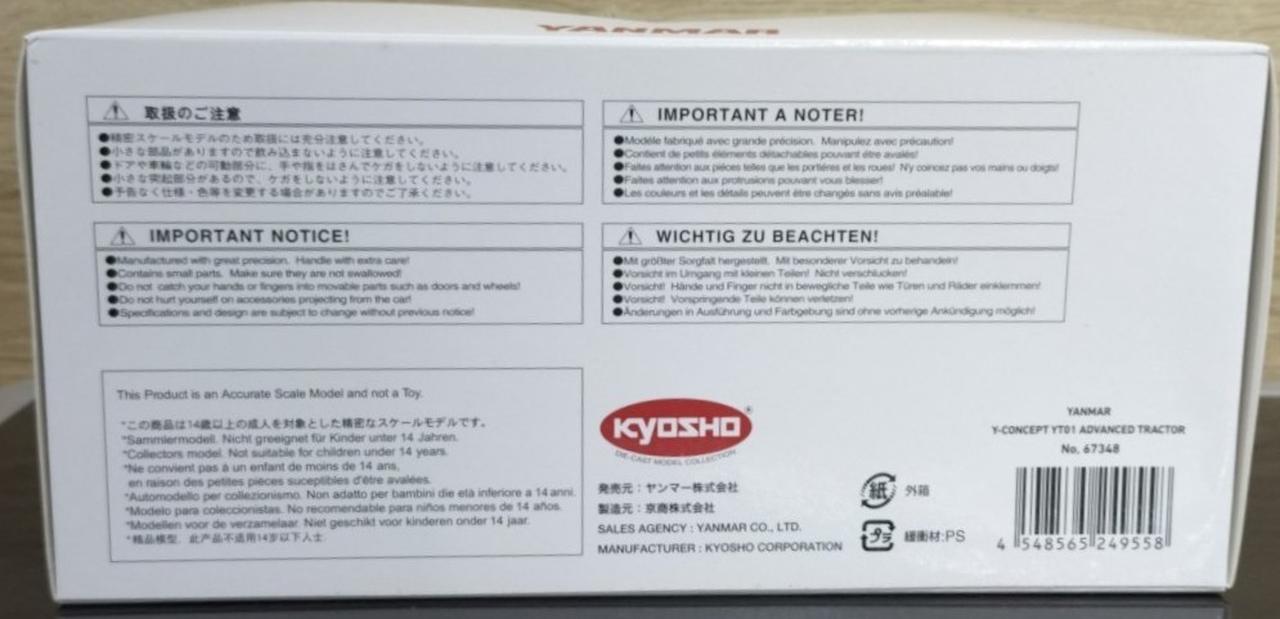 YANMAR
取扱のご注意
●精密スケールモデルのため取扱には充分注意してください。
●小さな部品がありますので飲み込まないように注意してください。
●ドアや車輪などの可動部分に、手や指をはさんでケガをしないように注意してください。
●小さな突起部分があるので、ケガをしないように注意してください。
●予告なく仕様・色等を変更する場合がありますのでご了承ください。
IMPORTANT A NOTER!
●Modéle fabriqué avec grande précision. Manipulez avec précaution!
●Contient de petits éléments détachables pouvant étre avalés!
●Faites attention aux piéces telles que les portiéres et les roues! N'y coincez pas vos mains ou doigts!
●Faites attention aux protrusions pouvant vous blesser!
●Les couleurs et les détails peuvent étre changés sans avis préalable!
IMPORTANT NOTICE!
●Manufactured with great precision. Handle with extra care!
●Contains small parts. Make sure they are not swallowed!
●Do not catch your hands or fingers into movable parts such as doors and wheels!
●Do not hurt yourself on accessories projecting from the car!
●Specifications and design are subject to change without previous notice!
WICHTIG ZU BEACHTEN!
●Mit größter Sorgfalt hergestellt. Mit besonderer Vorsicht zu behandeln!
●Vorsicht im Umgang mit kleinen Teilen! Nicht verschlucken!
●Vorsicht! Hände und Finger nicht in bewegliche Teile wie Türen und Räder einklemmen!
●Vorsicht! Vorspringende Teile können verletzen!
●Änderungen in Ausführung und Farbgebung sind ohne vorherige Ankündigung möglich!
This Product is an Accurate Scale Model and not a Toy.
*この商品は14歳以上の成人を対象とした精密なスケールモデルです。
*Sammlermodell. Nicht greeignet für Kinder unter 14 Jahren.
*Collectors model. Not suitable for children under 14 years.
*Ne convient pas à un enfant de moins de 14 ans,
en raison des petites pièces suceptibles d'être avalées.
*Automodello per collezionismo. Non adatto per bambini die età inferiore a 14 anni.
*Modelo para coleccionistas. No recomendable para niños menores de 14 años.
*Modellen voor de verzamelaar. Niet geschikt voor kinderen onder 14 jaar.
*精品模型. 此产品不适用14岁以下人士
KYOSHO®
DIE-CAST MODEL COLLECTION
発売元：ヤンマー株式会社
製造元：京商株式会社
SALES AGENCY : YANMAR CO., LTD.
MANUFACTURER : KYOSHO CORPORATION
紙 外箱
プラ 緩衝材:PS
YANMAR
Y-CONCEPT YT01 ADVANCED TRACTOR
No. 67348
4 548565 249558